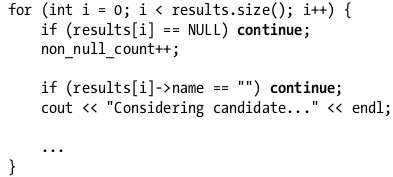 for (int i = 0; i < results.size(); i++) {
    if (results[i] == NULL) continue;
    non_null_count++;

    if (results[i]->name == "") continue;
    cout << "Considering candidate..." << endl;

    ...
}